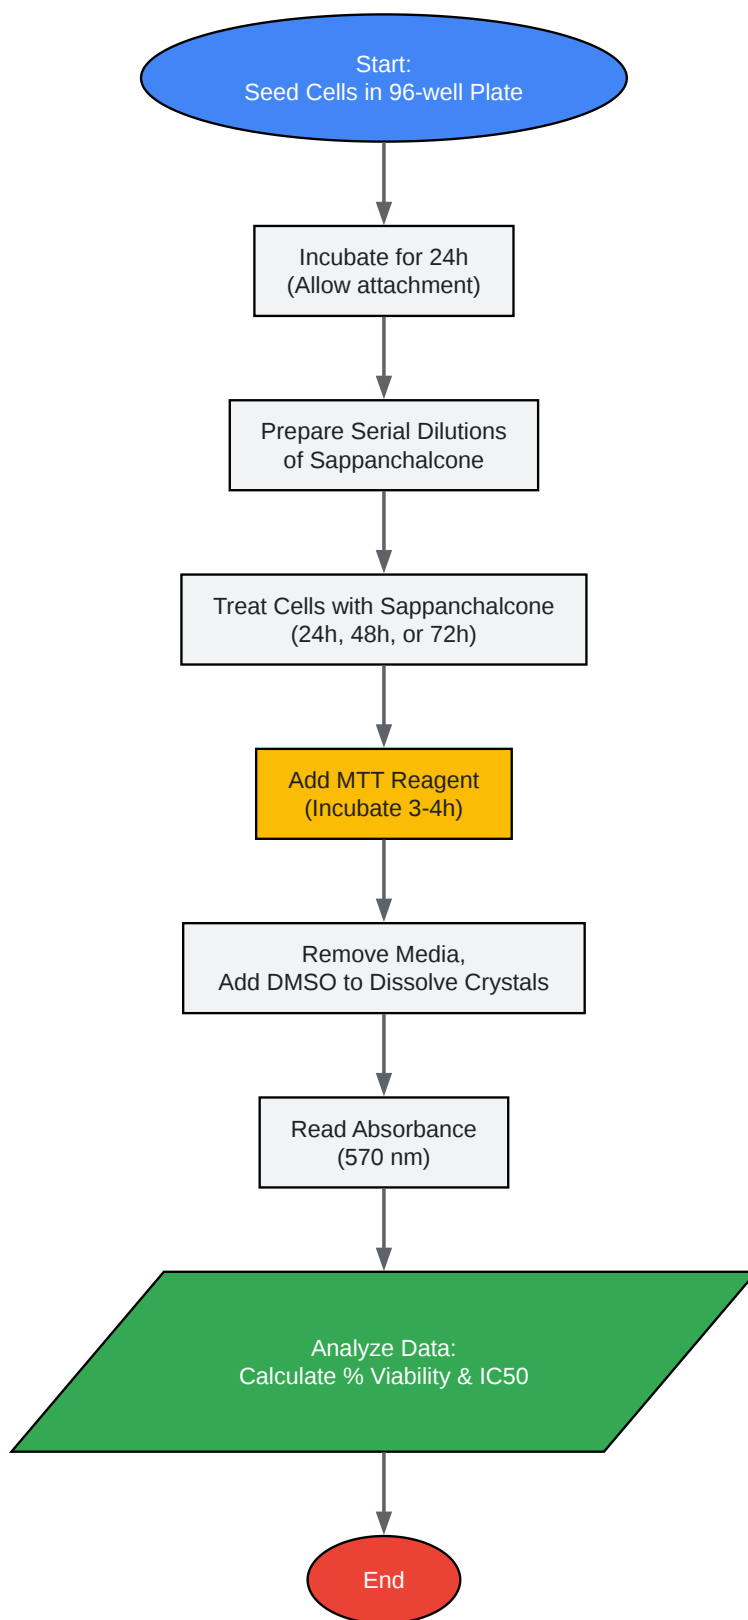 Start:
Seed Cells in 96-well Plate
Incubate for 24h
(Allow attachment)
Prepare Serial Dilutions
of Sappanchalcone
Treat Cells with Sappanchalcone
(24h, 48h, or 72h)
Add MTT Reagent
(Incubate 3-4h)
Remove Media,
Add DMSO to Dissolve Crystals
Read Absorbance
(570 nm)
Analyze Data:
Calculate % Viability & IC50
End